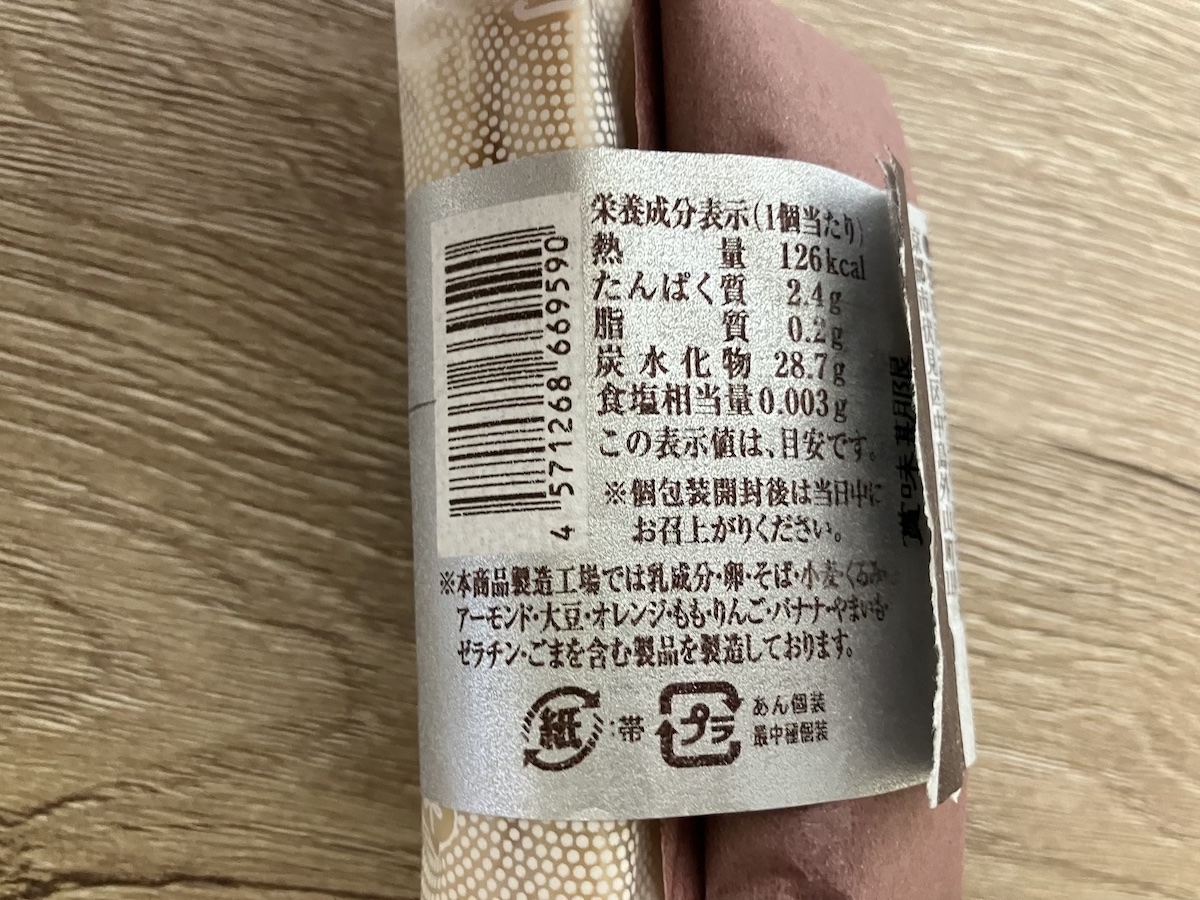 栄養成分表示(1個当たり)
熱量 126kcal
たんぱく質 2.4g
脂質 0.2g
炭水化物 28.7g
食塩相当量0.003g
この表示値は、目安です。
※個包装開封後は当日中に
お召上がりください。
※本商品製造工場では乳成分・卵・そば・小麦・くるみ・
アーモンド・大豆・オレンジ・もも・りんご・バナナ・やまいも・
ゼラチン・ごまを含む製品を製造しております。
紙 :帯
プラ あん個装
最中種個装
4 571268 669590
賞味期限